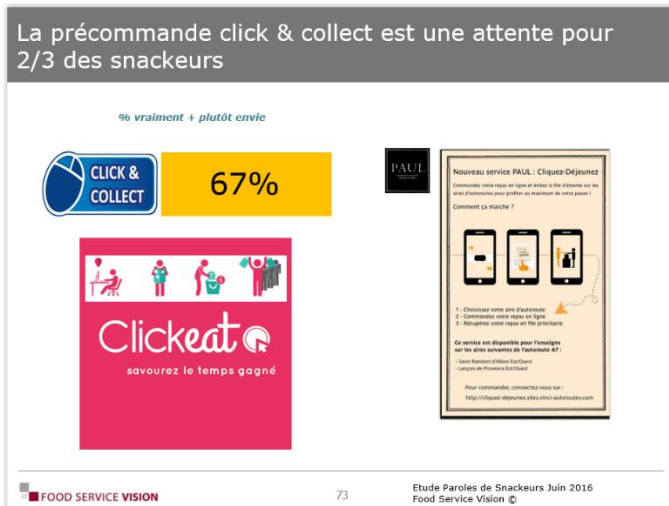 La précommande click & collect est une attente pour
2/3 des snackeurs
% vraiment + plutôt envie
CLICK &
COLLECT
67%
Clickeat
savourez le temps gagné
PAUL
Nouveau service PAUL : Cliquez-Déjeunez
Commandez votre repas en ligne et évitez la file d'attente sur les
aires d'autoroutes pour profiter au maximum de votre pause !
Comment ça marche ?
1 - Choisissez votre aire d'autoroute
2 - Commandez votre repas en ligne
3 - Récupérez votre repas en file prioritaire
Ce service est disponible pour l'enseigne
sur les aires suivantes de l'autoroute A7 :
- Saint-Rambert d'Albon Est/Ouest
- Lançon-de-Provence Est/Ouest
Pour commander, connectez-vous sur :
http://cliquez-dejeunez.sites.vinci-autoroutes.com
FOOD SERVICE VISION
73
Etude Paroles de Snackeurs Juin 2016
Food Service Vision ©